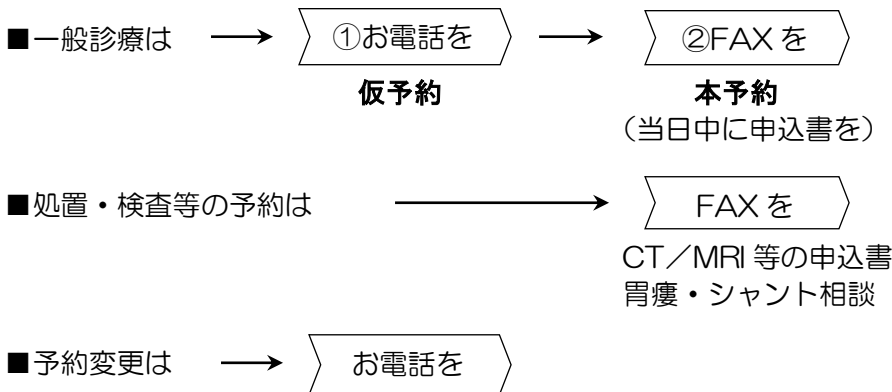 ■一般診療は ①お電話を ②FAXを
仮予約 本予約
（当日中に申込書を）
■処置・検査等の予約は FAXを
CT／MRI等の申込書
胃瘻・シャント相談
■予約変更は お電話を